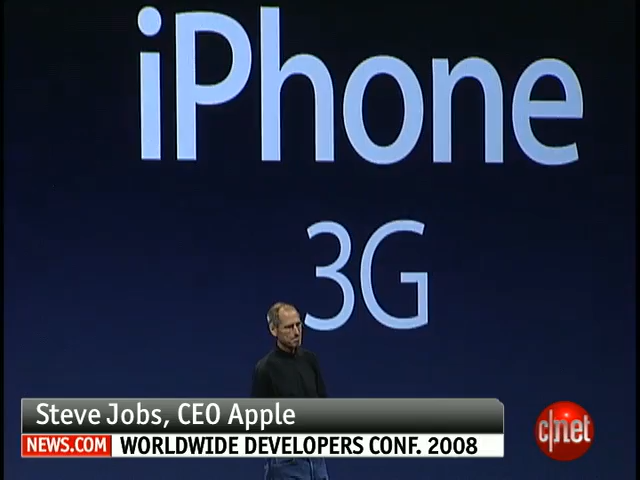 iPhone
3G
Steve Jobs, CEO Apple
NEWS.COM WORLDWIDE DEVELOPERS CONF. 2008
c|net